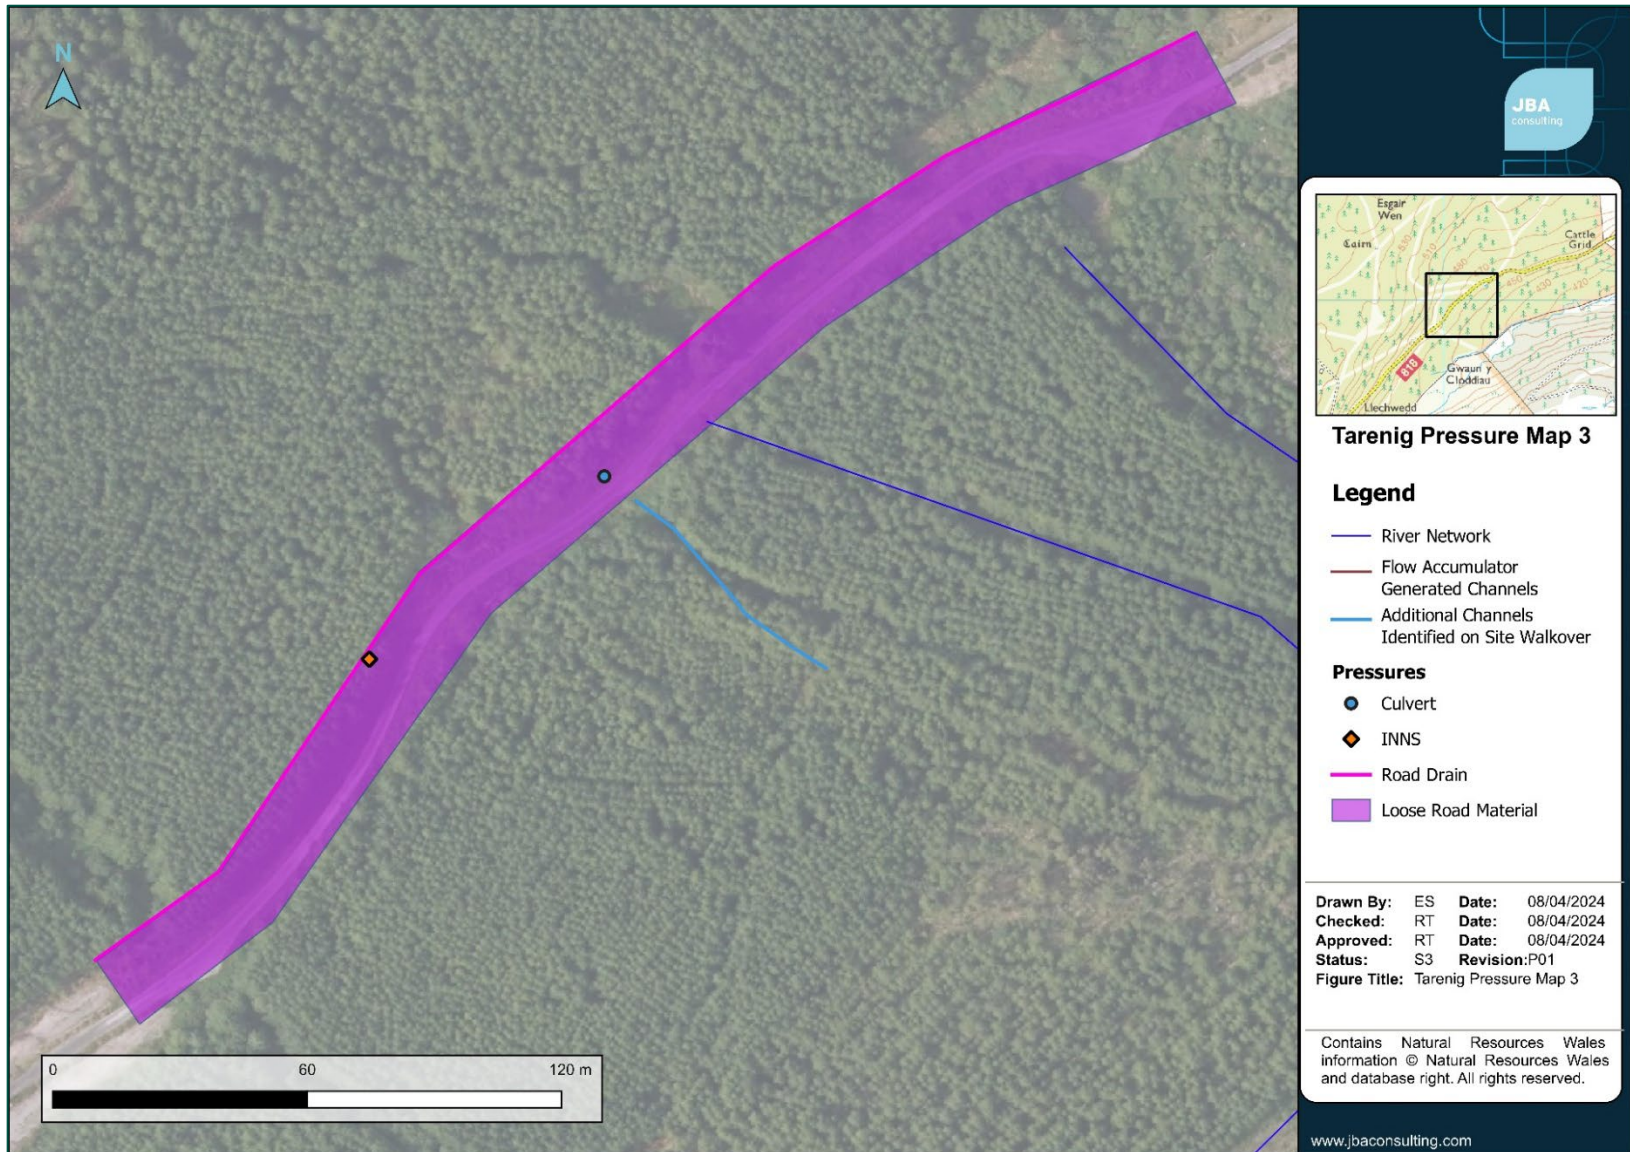 N
0 60 120 m
JBA
consulting
Esgair
Wen
Cairn
Cattle
Grid
818
Gwaun y
Cloddiau
Llechwedd
Tarenig Pressure Map 3
Legend
River Network
Flow Accumulator
Generated Channels
Additional Channels
Identified on Site Walkover
Pressures
Culvert
INNS
Road Drain
Loose Road Material
Drawn By: ES Date: 08/04/2024
Checked: RT Date: 08/04/2024
Approved: RT Date: 08/04/2024
Status: S3 Revision:P01
Figure Title: Tarenig Pressure Map 3
Contains Natural Resources Wales
information © Natural Resources Wales
and database right. All rights reserved.
www.jbaconsulting.com